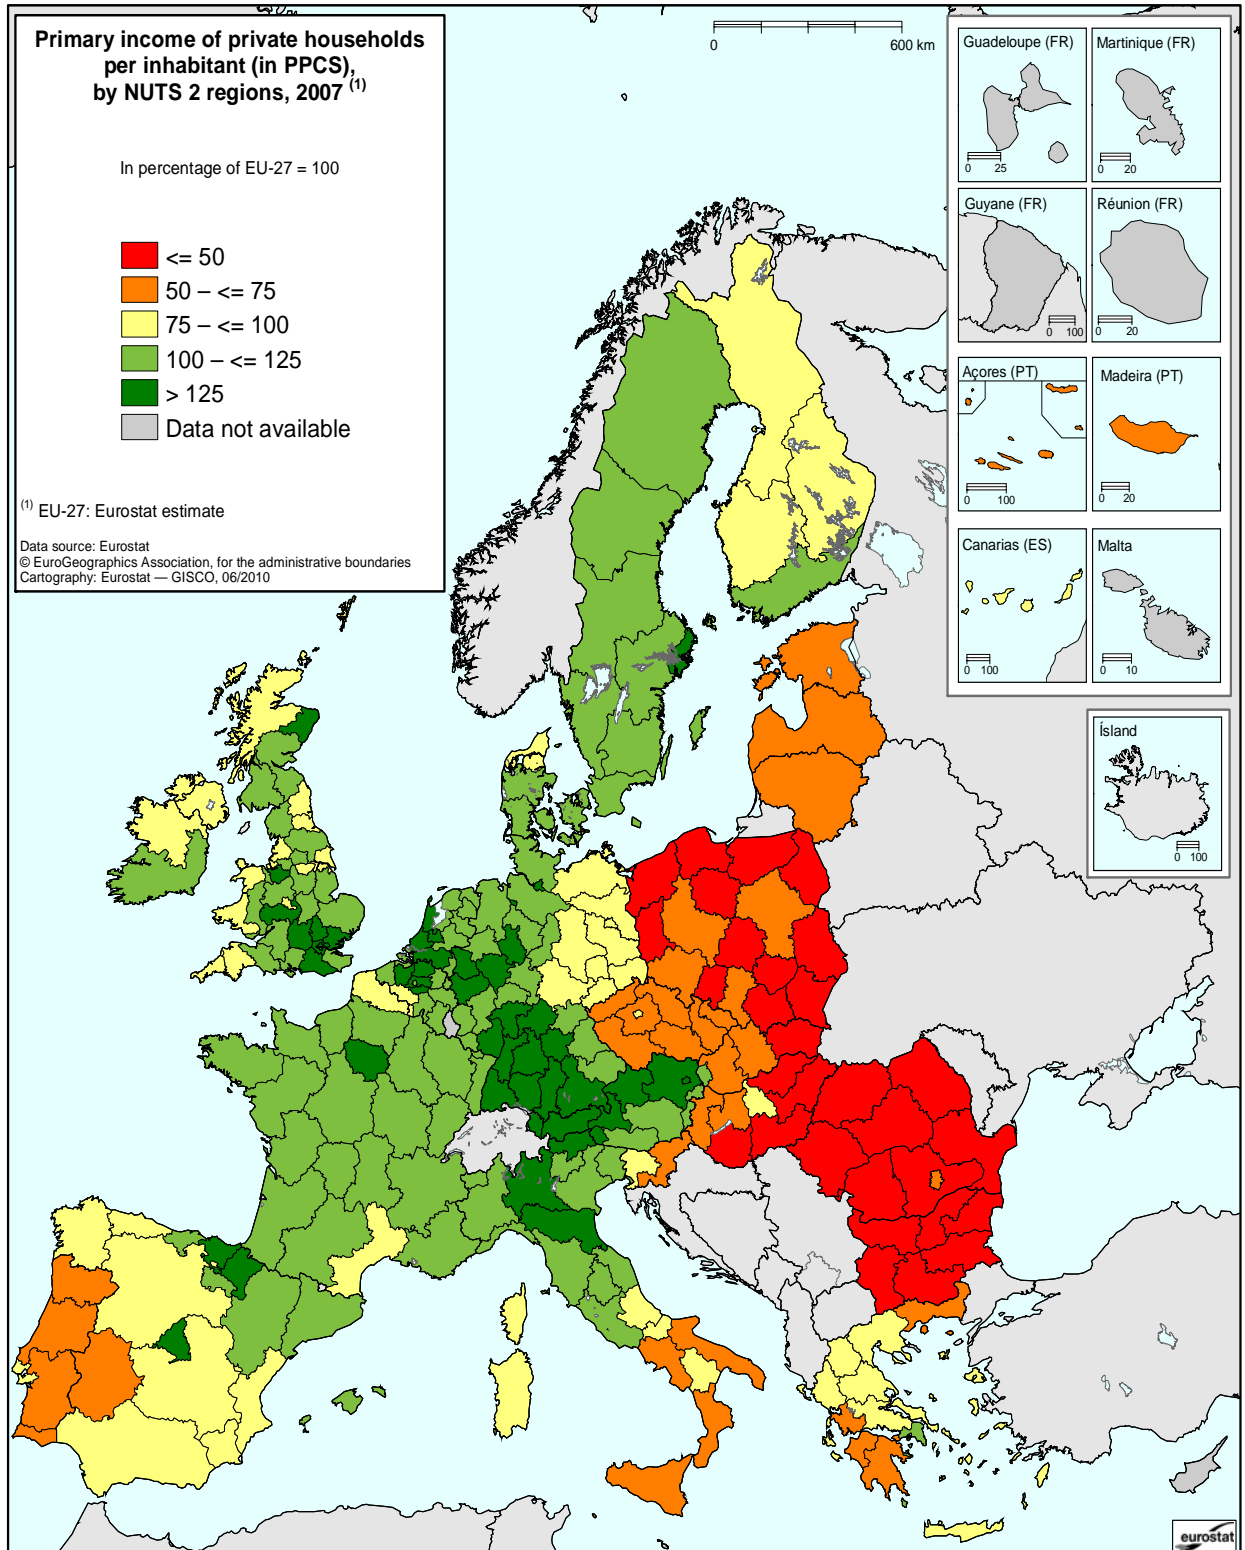 Primary income of private households
per inhabitant (in PPCS),
by NUTS 2 regions, 2007 (1)
In percentage of EU-27 = 100
<= 50
50 – <= 75
75 – <= 100
100 – <= 125
> 125
Data not available
(1) EU-27: Eurostat estimate
Data source: Eurostat
© EuroGeographics Association, for the administrative boundaries
Cartography: Eurostat — GISCO, 06/2010
0 600 km
Guadeloupe (FR)
0 25
Martinique (FR)
0 20
Guyane (FR)
0 100
Réunion (FR)
0 20
Açores (PT)
0 100
Madeira (PT)
0 20
Canarias (ES)
0 100
Malta
0 10
Ísland
0 100
eurostat